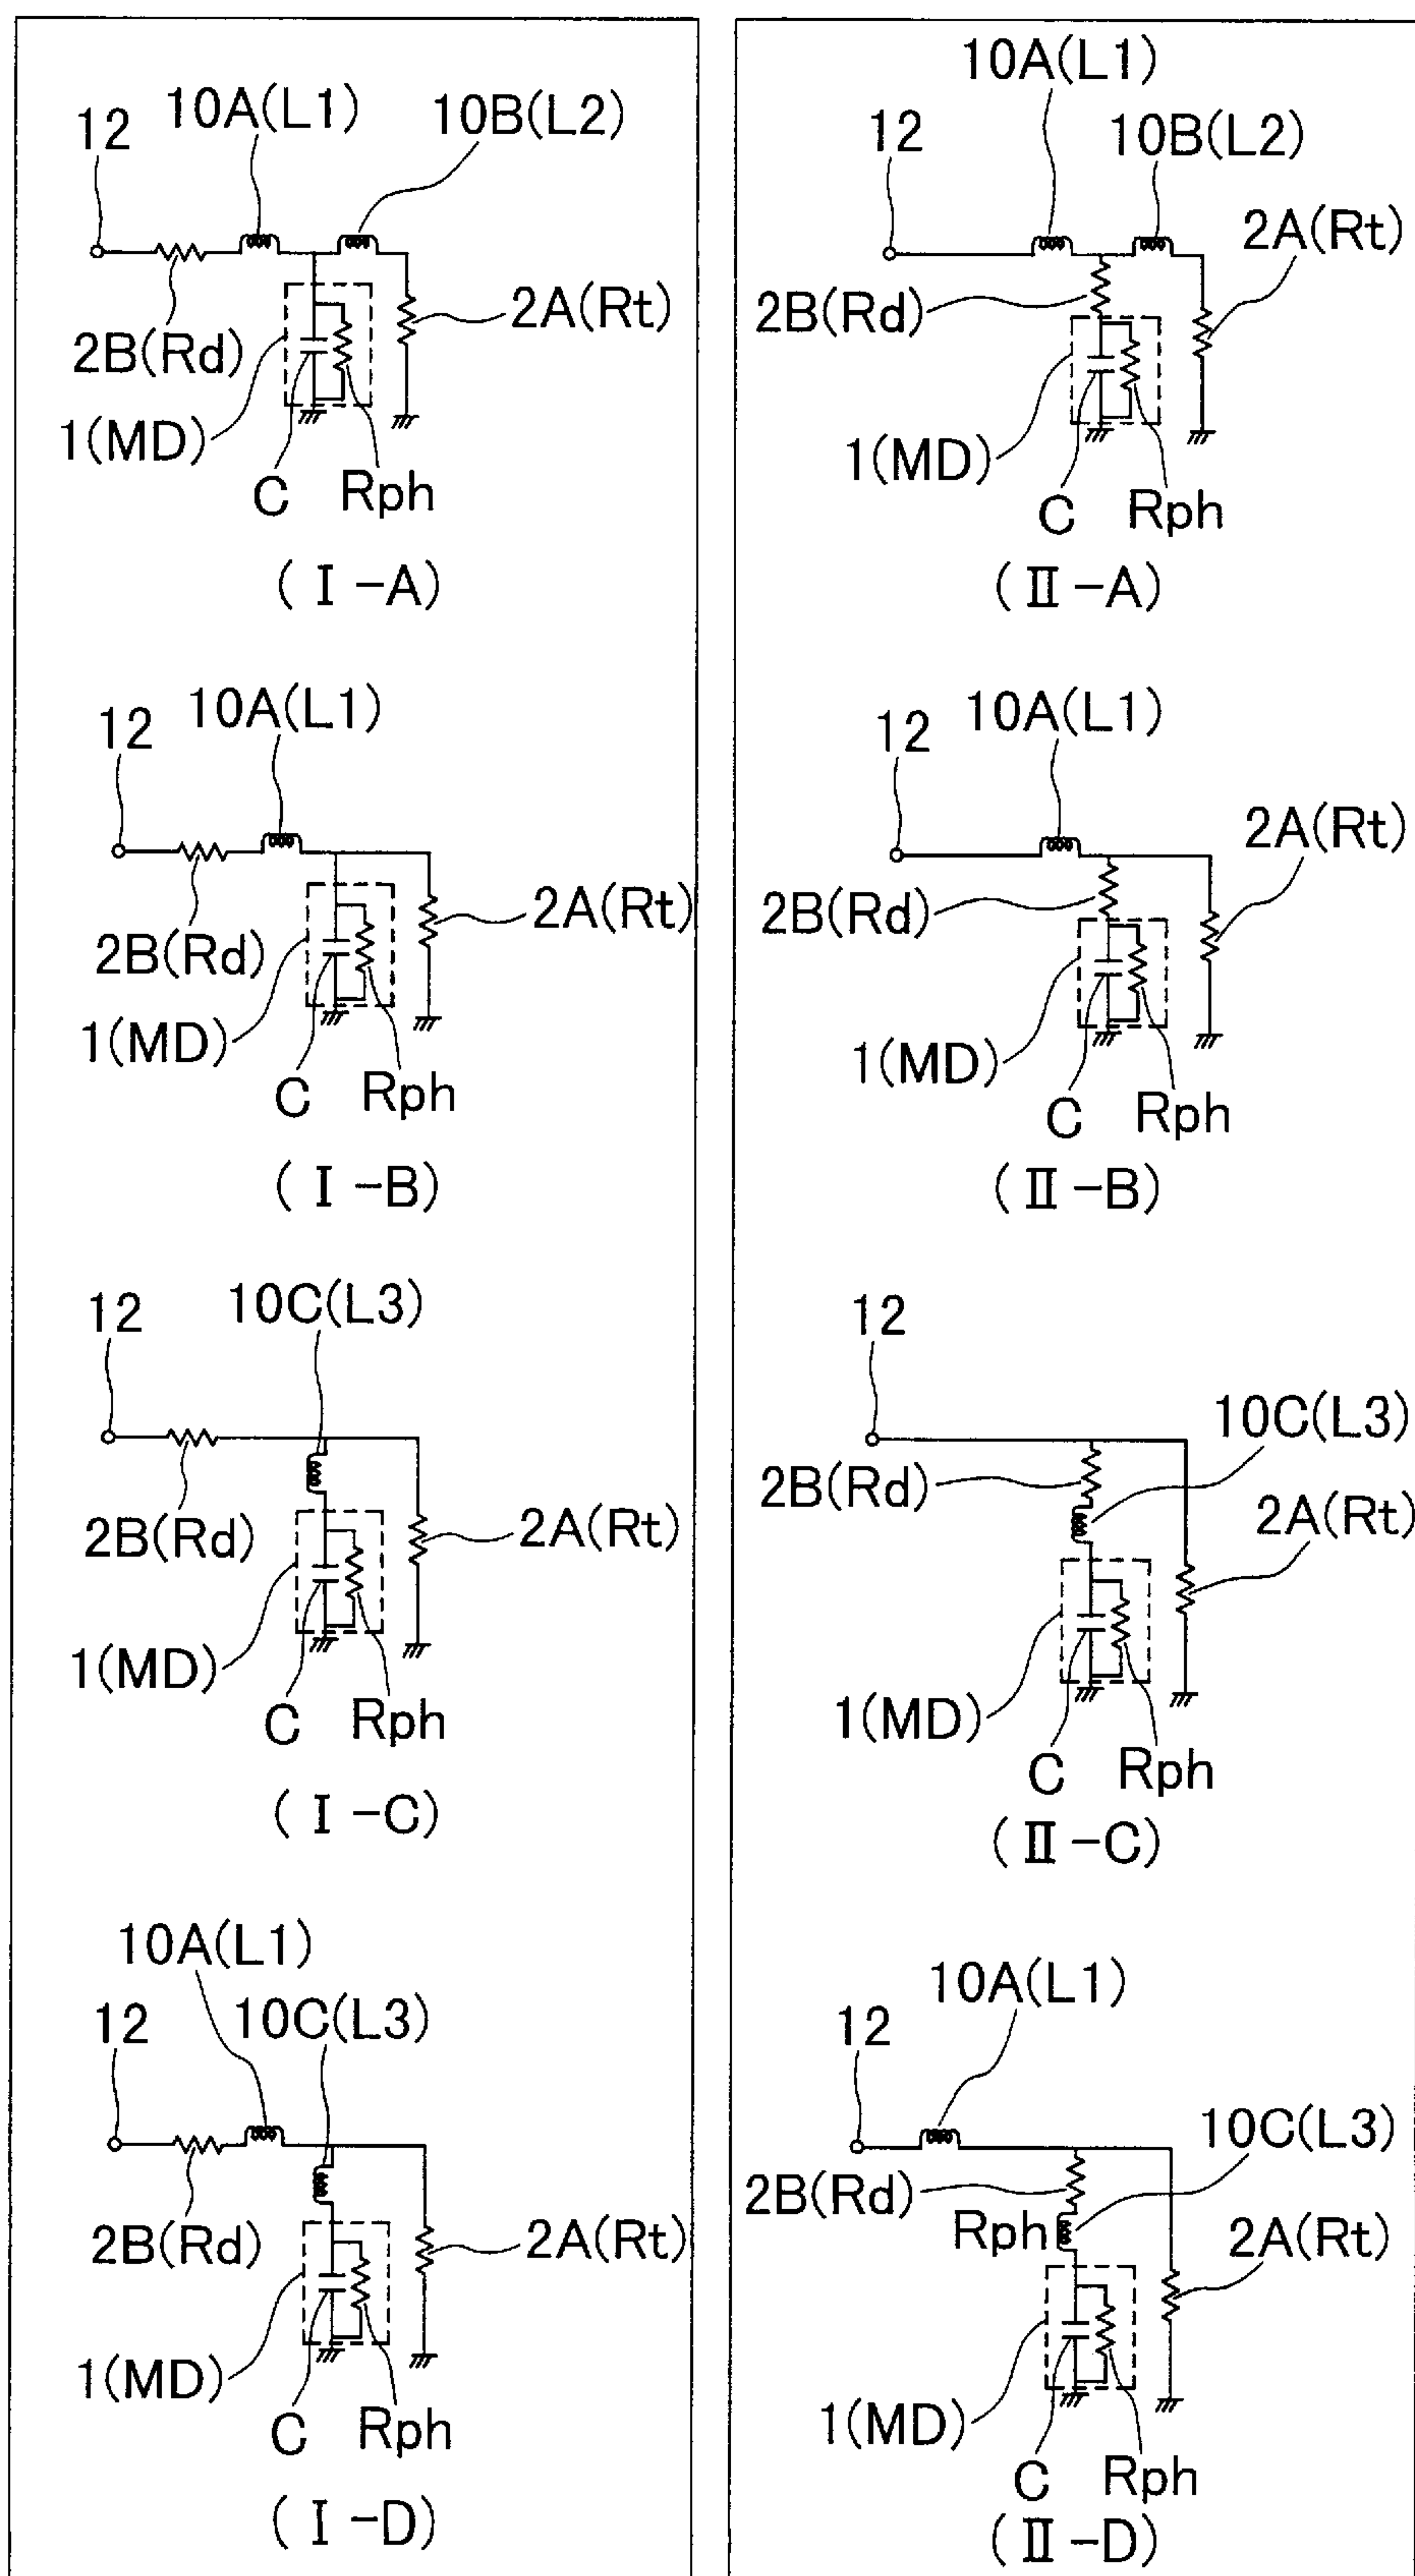 12
10A(L1)
10B(L2)
2B(Rd)
2A(Rt)
1(MD)
C
Rph
(Ⅰ-A)
12
10A(L1)
2B(Rd)
2A(Rt)
1(MD)
C
Rph
(Ⅰ-B)
12
10C(L3)
2B(Rd)
2A(Rt)
1(MD)
C
Rph
(Ⅰ-C)
10A(L1)
12
10C(L3)
2B(Rd)
2A(Rt)
1(MD)
C
Rph
(Ⅰ-D)
10A(L1)
12
10B(L2)
2A(Rt)
2B(Rd)
1(MD)
C
Rph
(Ⅱ-A)
10A(L1)
12
2A(Rt)
2B(Rd)
1(MD)
C
Rph
(Ⅱ-B)
12
10C(L3)
2B(Rd)
2A(Rt)
1(MD)
C
Rph
(Ⅱ-C)
10A(L1)
12
10C(L3)
2B(Rd)
Rph
2A(Rt)
1(MD)
C
Rph
(Ⅱ-D)